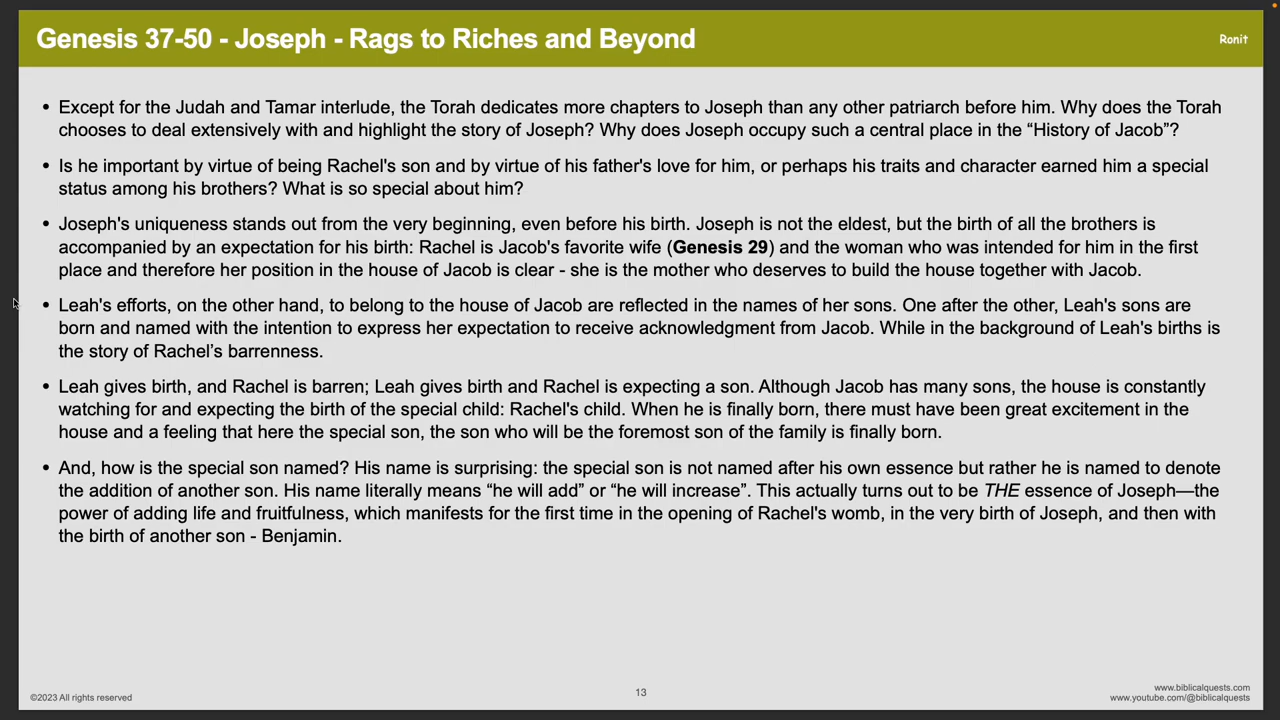 Genesis 37-50 - Joseph - Rags to Riches and Beyond
Ronit
• Except for the Judah and Tamar interlude, the Torah dedicates more chapters to Joseph than any other patriarch before him. Why does the Torah
chooses to deal extensively with and highlight the story of Joseph? Why does Joseph occupy such a central place in the “History of Jacob”?
• Is he important by virtue of being Rachel's son and by virtue of his father's love for him, or perhaps his traits and character earned him a special
status among his brothers? What is so special about him?
• Joseph's uniqueness stands out from the very beginning, even before his birth. Joseph is not the eldest, but the birth of all the brothers is
accompanied by an expectation for his birth: Rachel is Jacob's favorite wife (Genesis 29) and the woman who was intended for him in the first
place and therefore her position in the house of Jacob is clear - she is the mother who deserves to build the house together with Jacob.
• Leah's efforts, on the other hand, to belong to the house of Jacob are reflected in the names of her sons. One after the other, Leah's sons are
born and named with the intention to express her expectation to receive acknowledgment from Jacob. While in the background of Leah's births is
the story of Rachel’s barrenness.
• Leah gives birth, and Rachel is barren; Leah gives birth and Rachel is expecting a son. Although Jacob has many sons, the house is constantly
watching for and expecting the birth of the special child: Rachel's child. When he is finally born, there must have been great excitement in the
house and a feeling that here the special son, the son who will be the foremost son of the family is finally born.
• And, how is the special son named? His name is surprising: the special son is not named after his own essence but rather he is named to denote
the addition of another son. His name literally means “he will add” or “he will increase”. This actually turns out to be THE essence of Joseph—the
power of adding life and fruitfulness, which manifests for the first time in the opening of Rachel's womb, in the very birth of Joseph, and then with
the birth of another son - Benjamin.
©2023 All rights reserved
13
www.biblicalquests.com
www.youtube.com/@biblicalquests